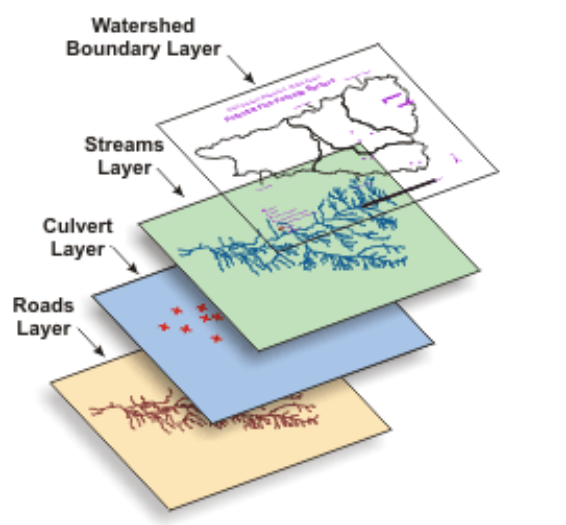 Watershed
Boundary Layer
Streams
Layer
Culvert
Layer
Roads
Layer